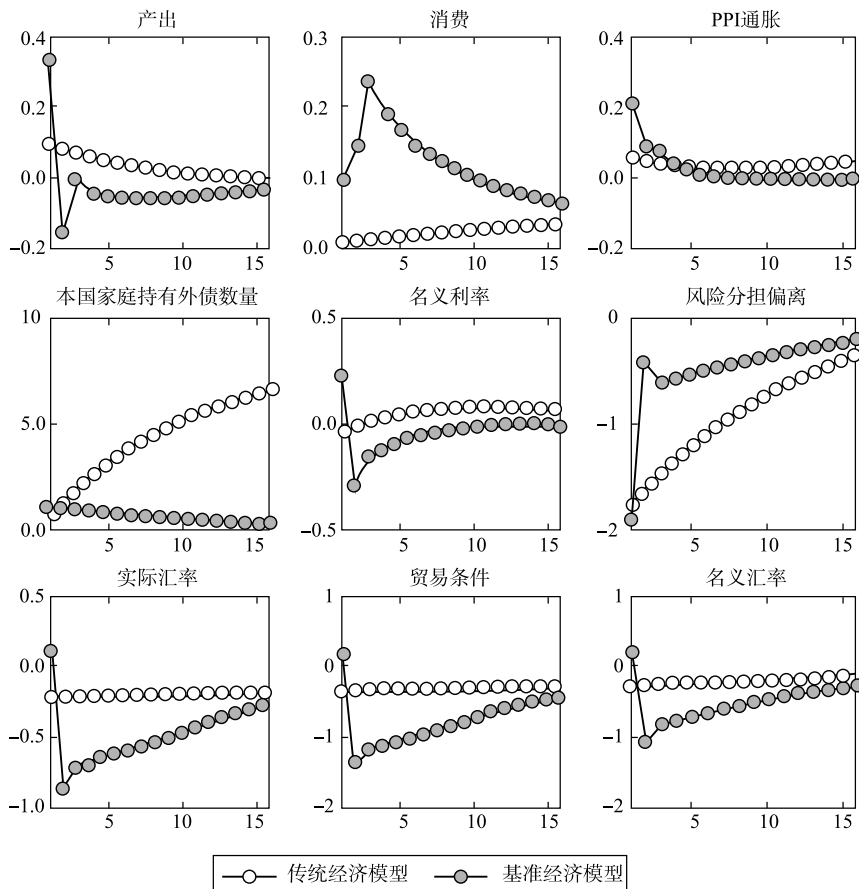 产出 消费 PPI通胀
0.4 0.3 0.4
0.2 0.2 0.2
0.0 0.1 0.0
−0.2 0.0 −0.2
5 10 15 5 10 15 5 10 15
本国家庭持有外债数量 名义利率 风险分担偏离
10 0.5 0
5.0 0.0 −1
0.0 −0.5 −2
5 10 15 5 10 15 5 10 15
实际汇率 贸易条件 名义汇率
0.5 1 1
0.0 0 0
−0.5 −1 −1
−1.0 −2 −2
5 10 15 5 10 15 5 10 15
传统经济模型 基准经济模型